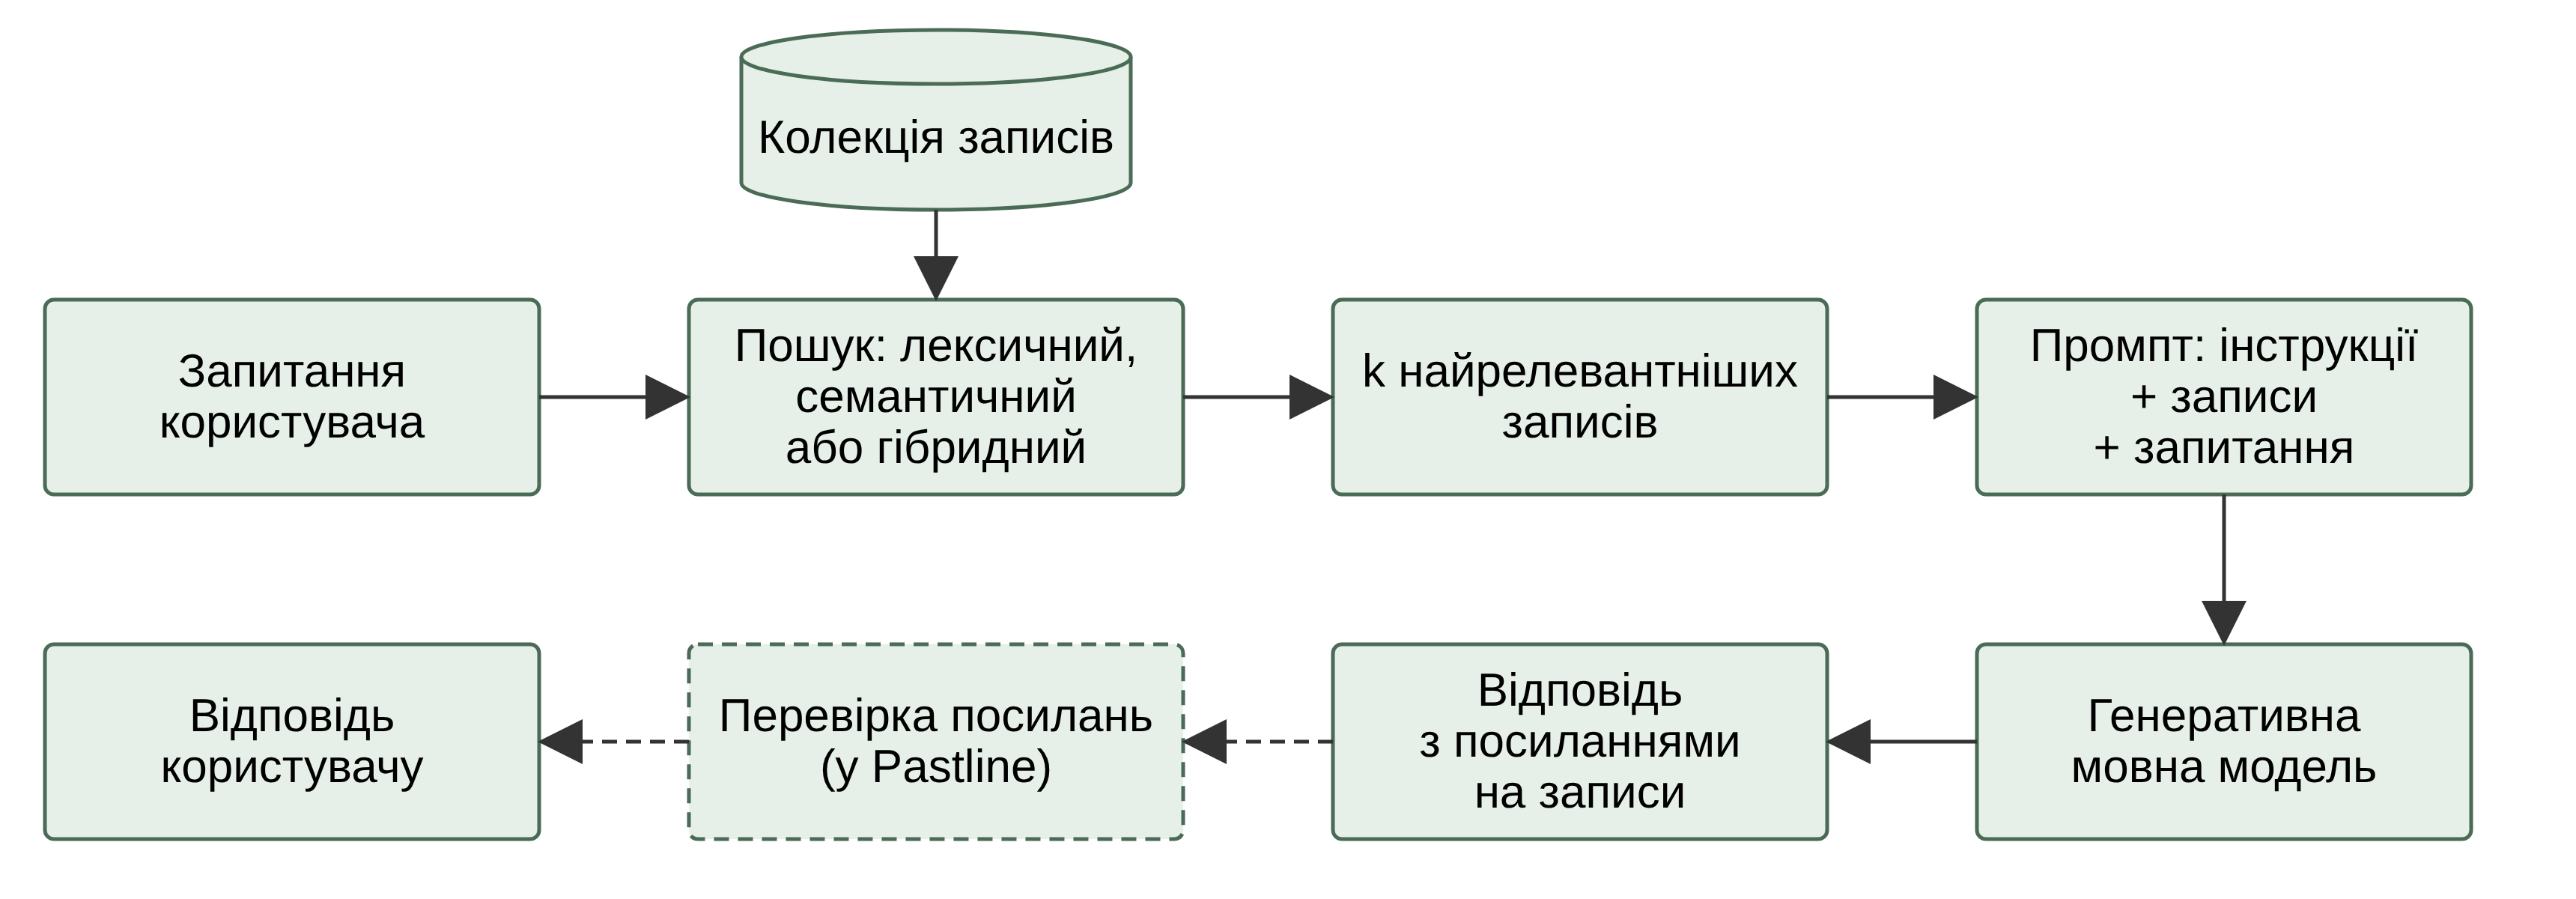 Колекція записів
Запитання
користувача
Пошук: лексичний,
семантичний
або гібридний
k найрелевантніших
записів
Промпт: інструкції
+ записи
+ запитання
Відповідь
користувачу
Перевірка посилань
(у Pastline)
Відповідь
з посиланнями
на записи
Генеративна
мовна модель